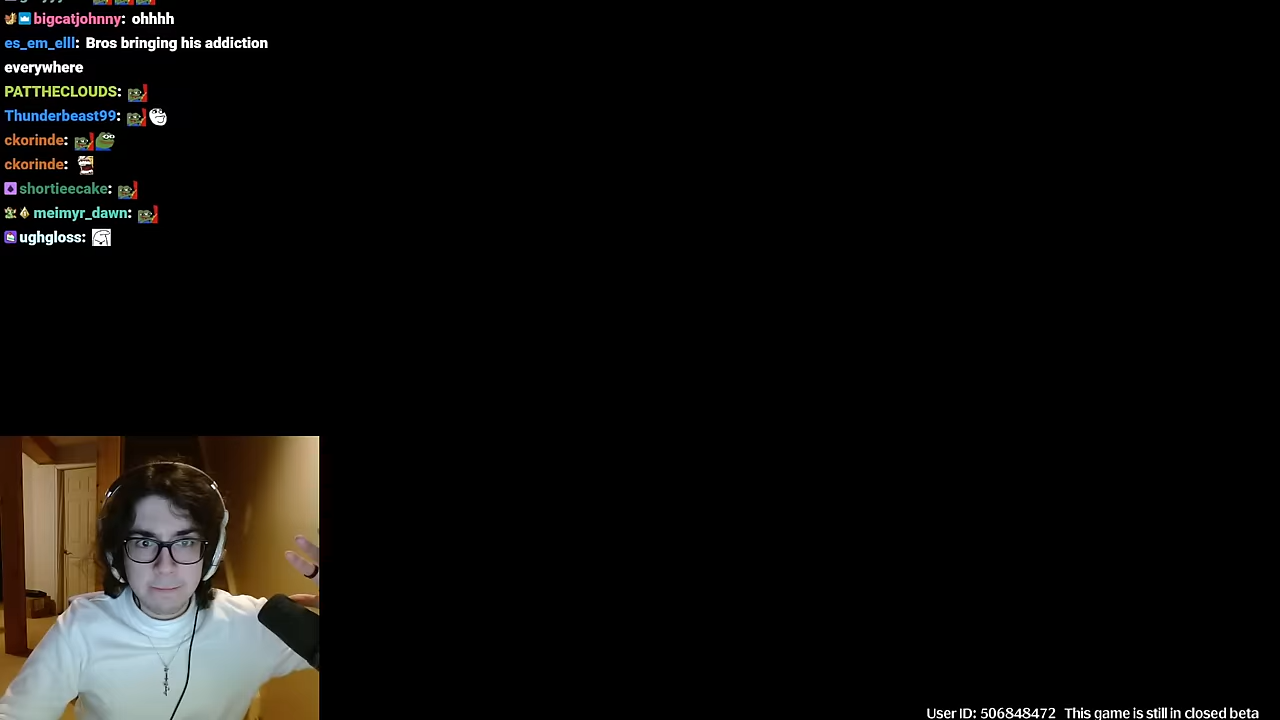 bigcatjohnny: ohhhh
es_em_elll: Bros bringing his addiction
everywhere
PATTHECLOUDS:
Thunderbeast99:
ckorinde:
ckorinde:
shortieecake:
meimyr_dawn:
ughgloss:
User ID: 506848472 This game is still in closed beta